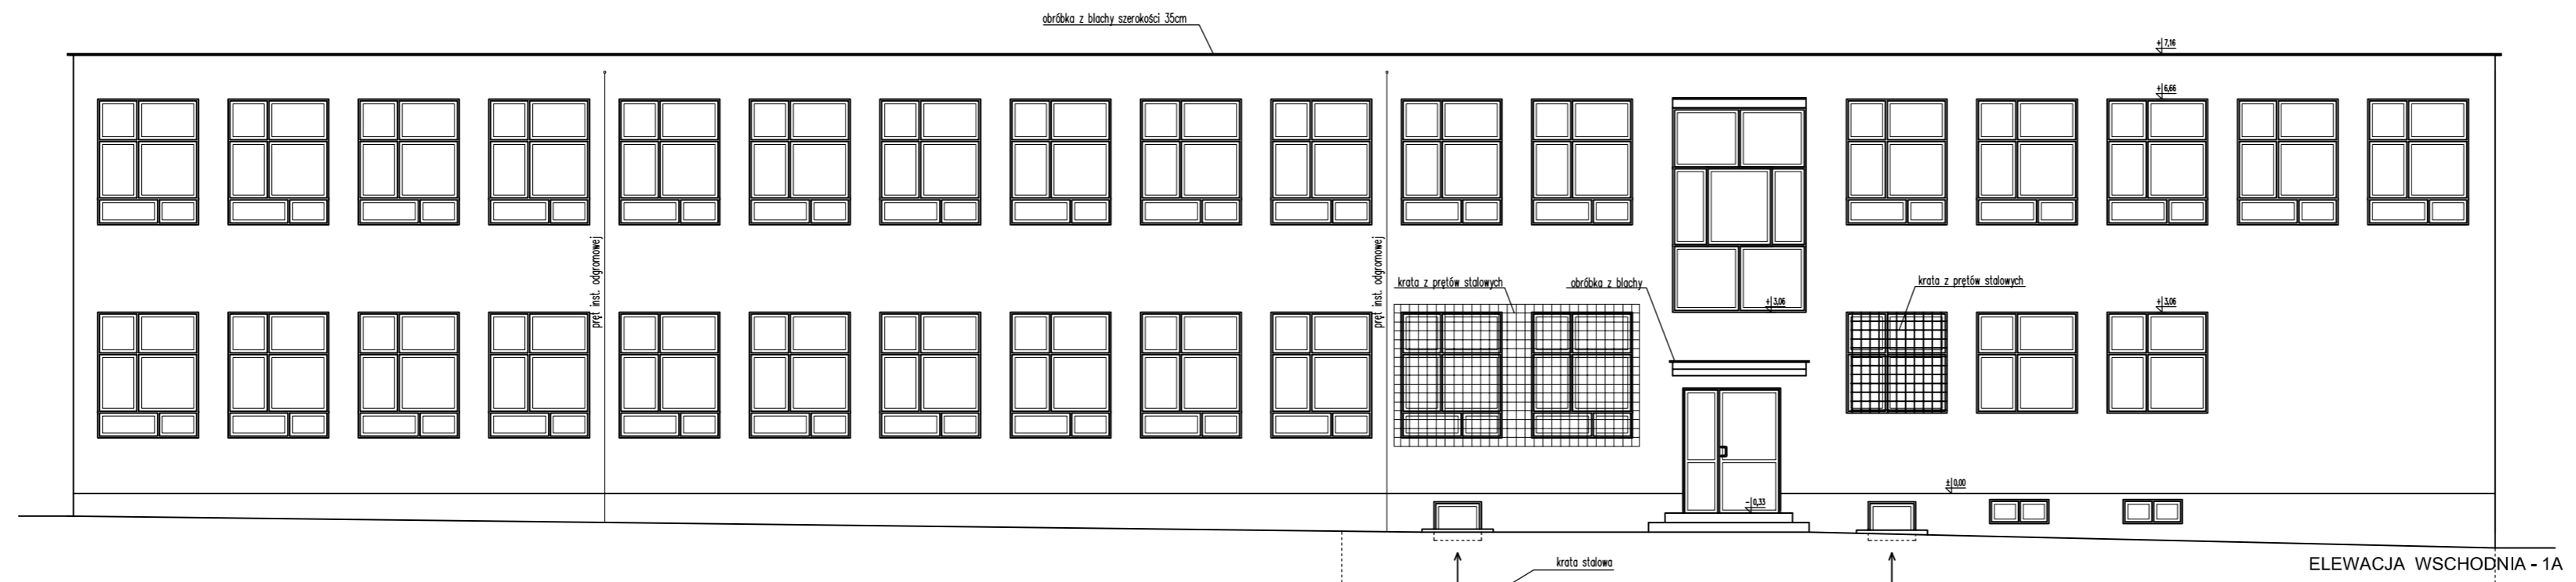 obróbka z blachy szerokości 35cm
+7,16
+6,66
pręt inst. odgromowej
pręt inst. odgromowej
krata z prętów stalowych
obróbka z blachy
krata z prętów stalowych
+3,06
+3,06
±0,00
-0,33
krata stalowa
ELEWACJA WSCHODNIA - 1A